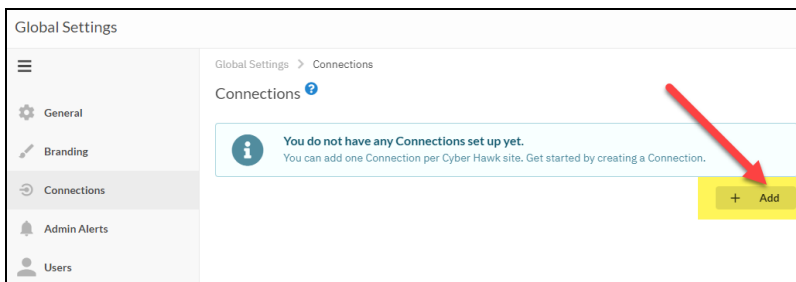 Global Settings
Global Settings > Connections
Connections ?
General
Branding
Connections
Admin Alerts
Users
i
You do not have any Connections set up yet.
You can add one Connection per Cyber Hawk site. Get started by creating a Connection.
+ Add